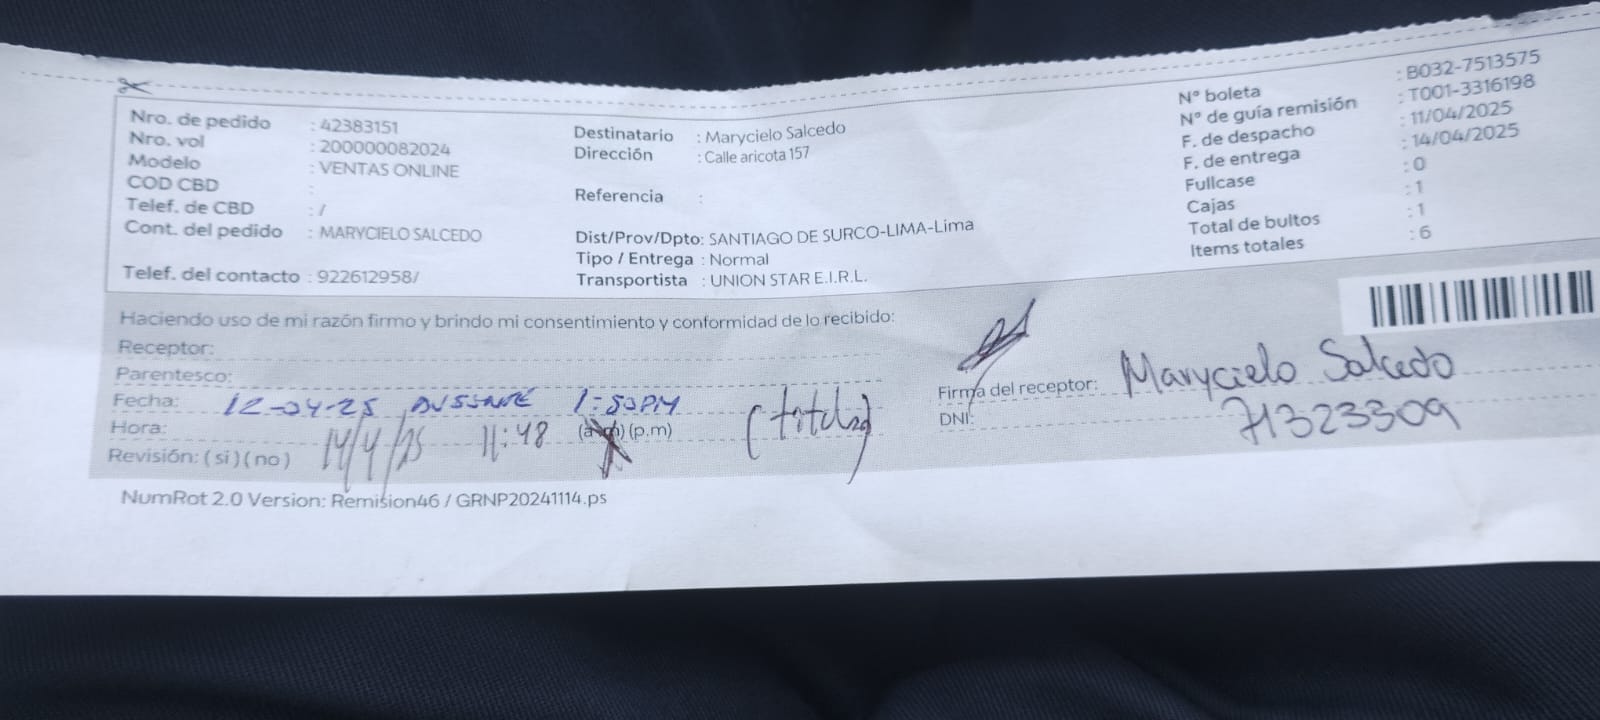 Nro. de pedido : 42383151
Nro. vol : 200000082024
Modelo : VENTAS ONLINE
COD CBD :
Telef. de CBD : /
Cont. del pedido : MARYCIELO SALCEDO
Telef. del contacto : 922612958/
Destinatario : Marycielo Salcedo
Dirección : Calle aricota 157
Referencia :
Dist/Prov/Dpto: SANTIAGO DE SURCO-LIMA-Lima
Tipo / Entrega : Normal
Transportista : UNION STAR E.I.R.L.
N° boleta : B032-7513575
N° de guía remisión : T001-3316198
F. de despacho : 11/04/2025
F. de entrega : 14/04/2025
Fullcase : 0
Cajas : 1
Total de bultos : 1
Items totales : 6
Haciendo uso de mi razón firmo y brindo mi consentimiento y conformidad de lo recibido:
Receptor:
Parentesco:
Fecha: 12-04-25 AUSENTE 1:50PM
Hora: 14/4/25 11:48 (a.m) (p.m)
(titular)
Revisión: (si) (no)
Firma del receptor: Marycielo Salcedo
DNI: 71323309
NumRot 2.0 Version: Remision46 / GRNP20241114.ps